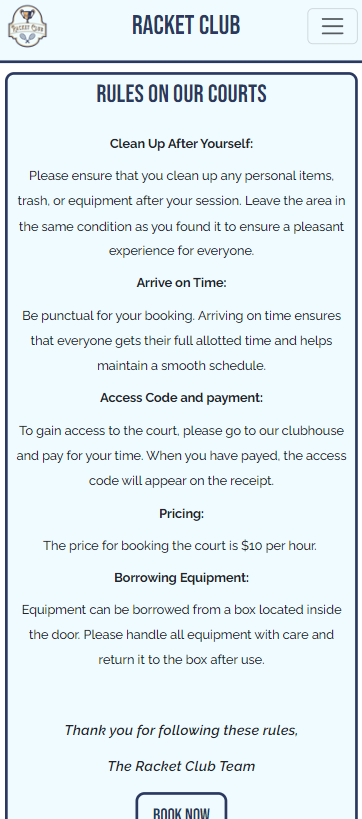 RACKET CLUB
RACKET CLUB
RULES ON OUR COURTS
Clean Up After Yourself:
Please ensure that you clean up any personal items,
trash, or equipment after your session. Leave the area in
the same condition as you found it to ensure a pleasant
experience for everyone.
Arrive on Time:
Be punctual for your booking. Arriving on time ensures
that everyone gets their full allotted time and helps
maintain a smooth schedule.
Access Code and payment:
To gain access to the court, please go to our clubhouse
and pay for your time. When you have payed, the access
code will appear on the receipt.
Pricing:
The price for booking the court is $10 per hour.
Borrowing Equipment:
Equipment can be borrowed from a box located inside
the door. Please handle all equipment with care and
return it to the box after use.
Thank you for following these rules,
The Racket Club Team
BOOK NOW